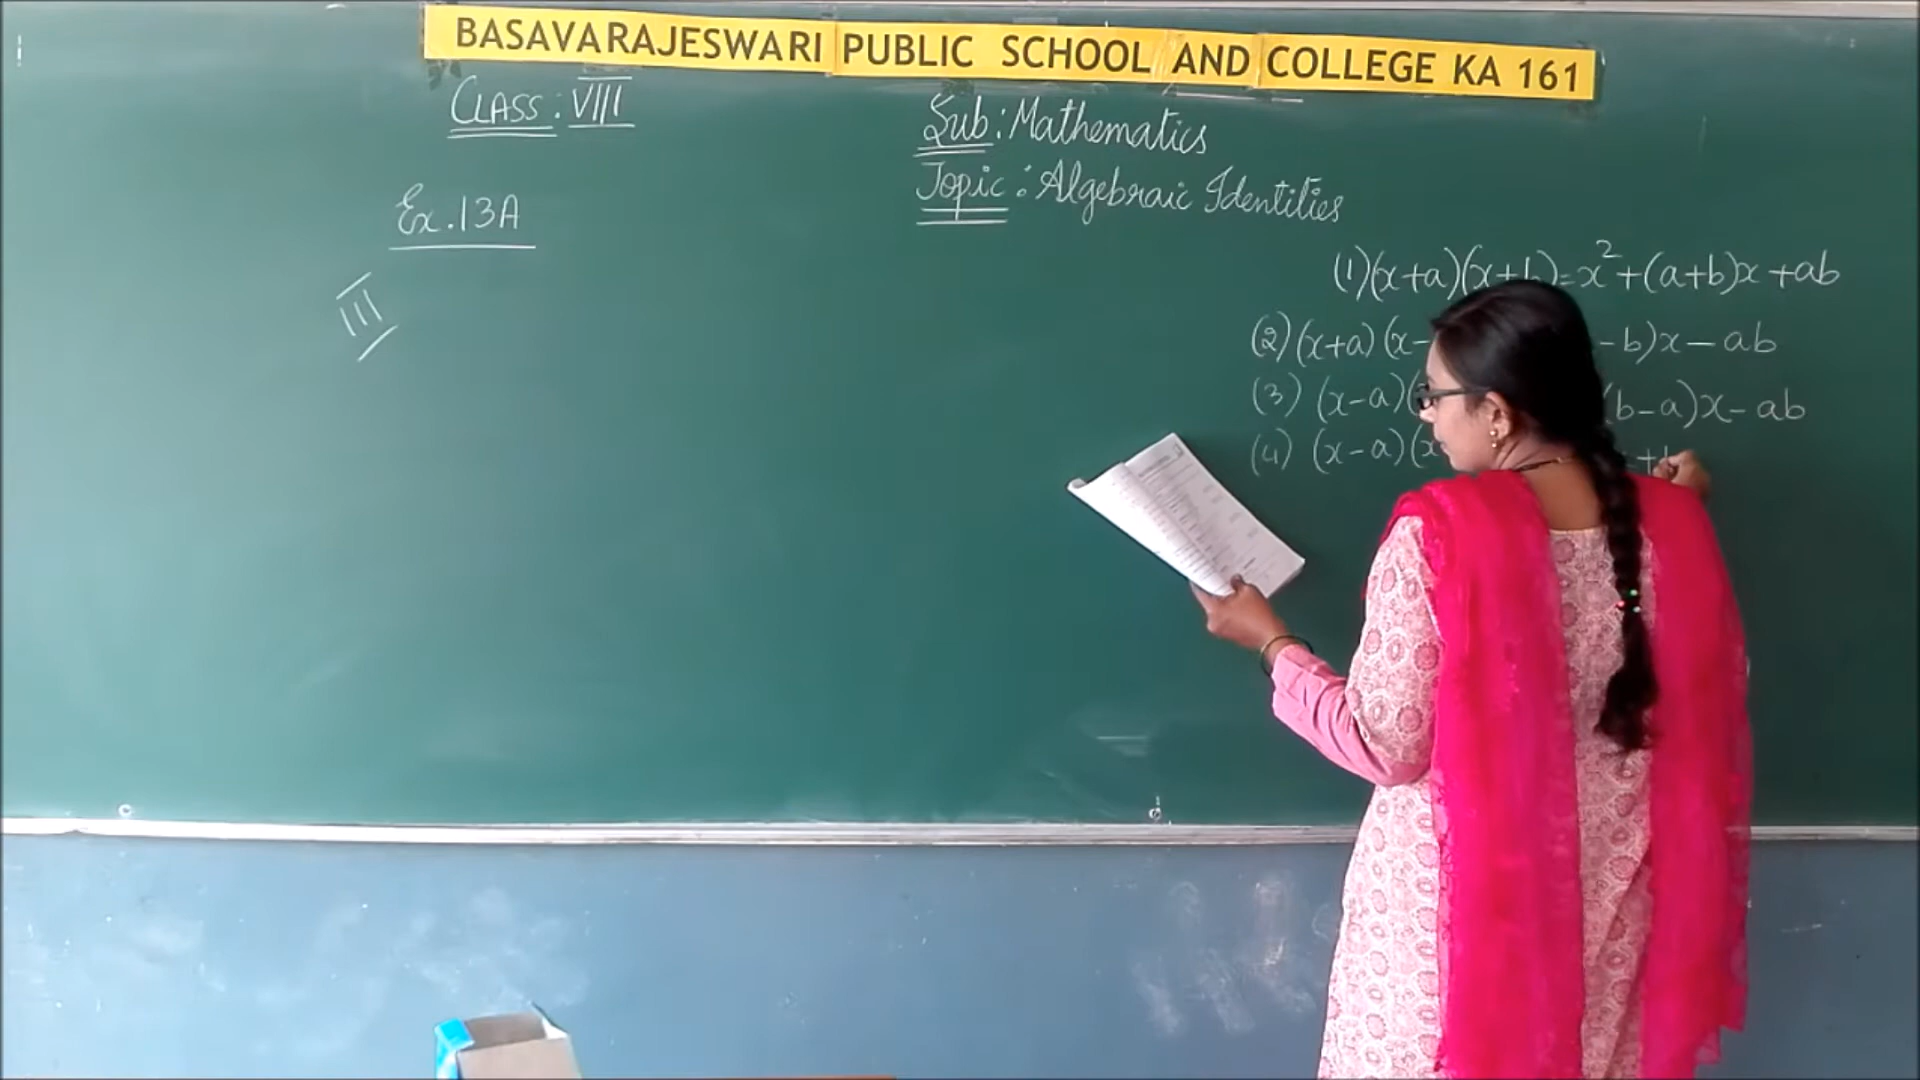 BASAVARAJESWARI PUBLIC SCHOOL AND COLLEGE KA 161
CLASS : VIII
Sub : Mathematics
Topic : Algebraic Identities
Ex. 13A
III
(1) (x+a)(x+b) = x²+(a+b)x+ab
(2) (x+a)(x- -b)x-ab
(3) (x-a)( (b-a)x-ab
(4) (x-a)(x +